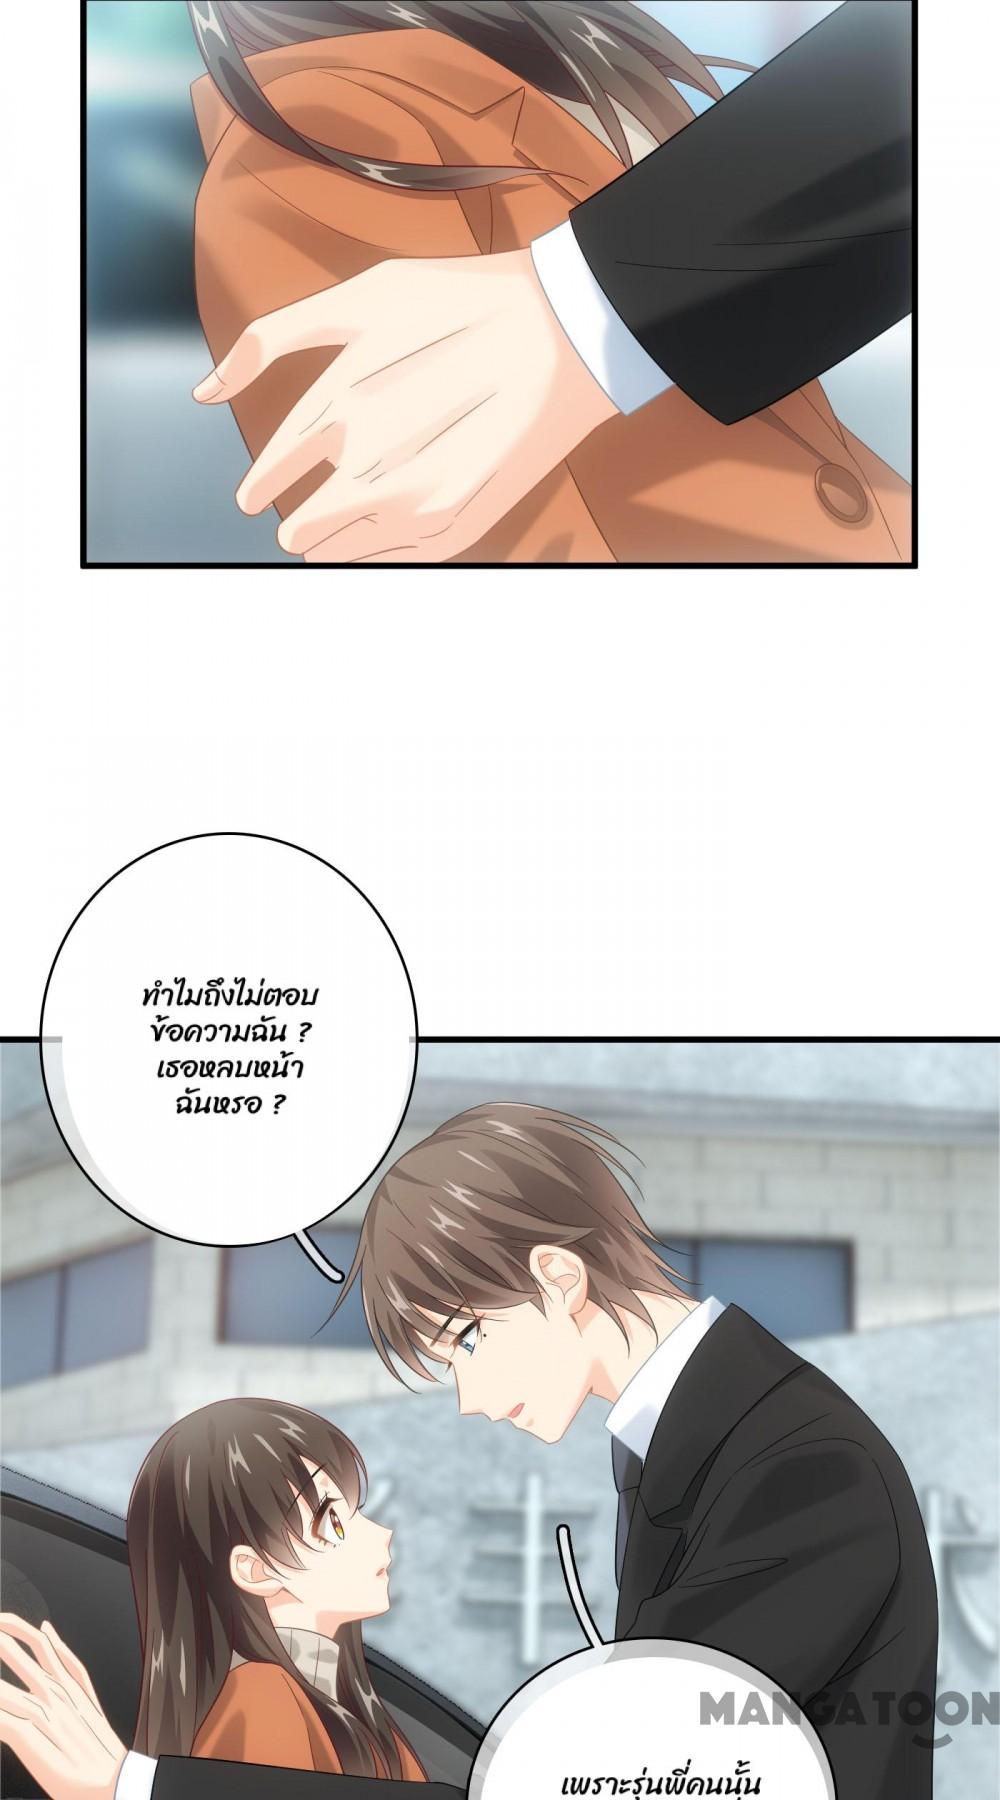 ทำไมถึงไม่ตอบ
ข้อความฉัน ?
เธอหลบหน้า
ฉันหรอ ?
MANGATOON
เพราะรุ่นพี่คนนั้น